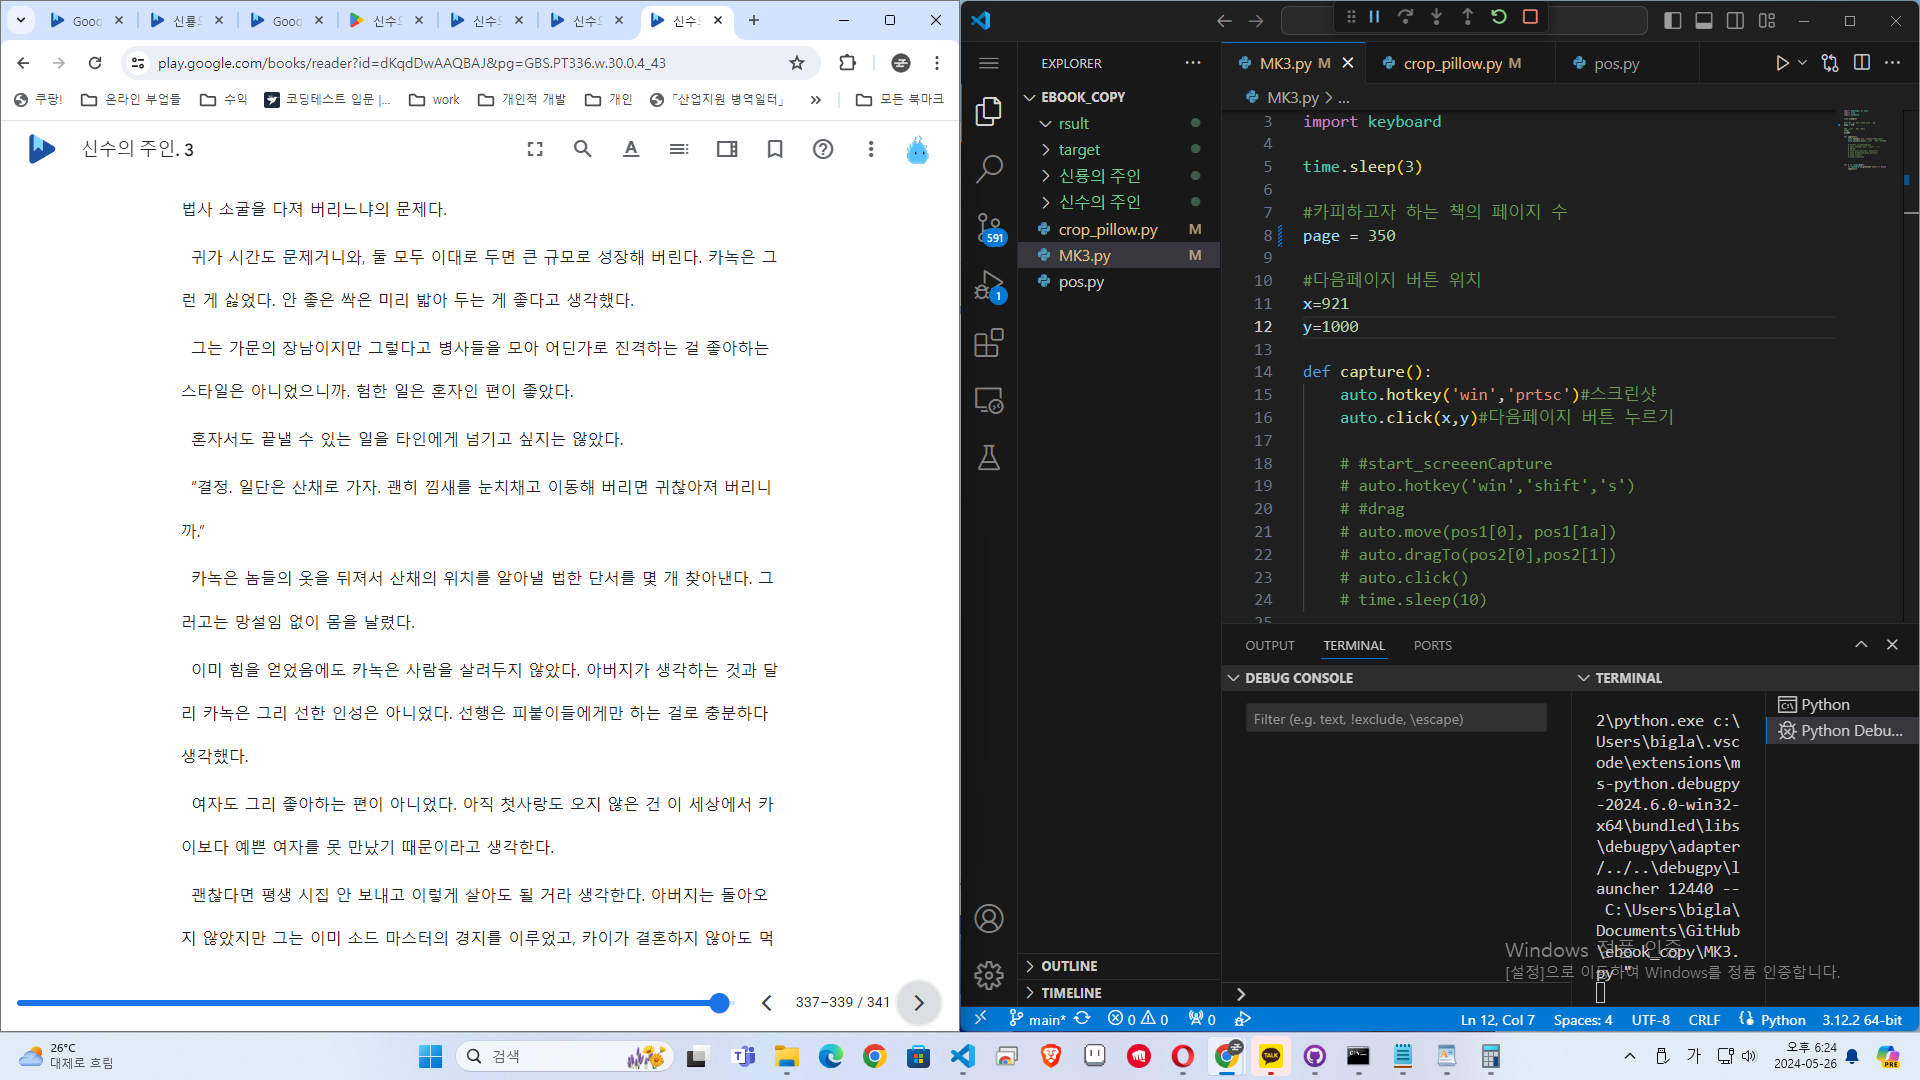 Goog
신룡
Goog
신수
신수
신수
신수
play.google.com/books/reader?id=dKqdDwAAQBAJ&pg=GBS.PT336.w.30.0.4_43
쿠팡!
온라인 부업들
수익
코딩테스트 입문 |...
work
개인적 개발
개인
「산업지원 병역일터」
»
모든 북마크
신수의 주인. 3
법사 소굴을 다져 버리느냐의 문제다.
귀가 시간도 문제거니와, 둘 모두 이대로 두면 큰 규모로 성장해 버린다. 카녹은 그
런 게 싫었다. 안 좋은 싹은 미리 밟아 두는 게 좋다고 생각했다.
그는 가문의 장남이지만 그렇다고 병사들을 모아 어딘가로 진격하는 걸 좋아하는
스타일은 아니었으니까. 험한 일은 혼자인 편이 좋았다.
혼자서도 끝낼 수 있는 일을 타인에게 넘기고 싶지는 않았다.
“결정. 일단은 산채로 가자. 괜히 낌새를 눈치채고 이동해 버리면 귀찮아져 버리니
까.”
카녹은 놈들의 옷을 뒤져서 산채의 위치를 알아낼 법한 단서를 몇 개 찾아낸다. 그
러고는 망설임 없이 몸을 날렸다.
이미 힘을 얻었음에도 카녹은 사람을 살려두지 않았다. 아버지가 생각하는 것과 달
리 카녹은 그리 선한 인성은 아니었다. 선행은 피붙이들에게만 하는 걸로 충분하다
생각했다.
여자도 그리 좋아하는 편이 아니었다. 아직 첫사랑도 오지 않은 건 이 세상에서 카
이보다 예쁜 여자를 못 만났기 때문이라고 생각한다.
괜찮다면 평생 시집 안 보내고 이렇게 살아도 될 거라 생각한다. 아버지는 돌아오
지 않았지만 그는 이미 소드 마스터의 경지를 이루었고, 카이가 결혼하지 않아도 먹
337–339 / 341
EXPLORER
EBOOK_COPY
rsult
target
신룡의 주인
신수의 주인
crop_pillow.py M
MK3.py M
pos.py
OUTLINE
TIMELINE
591
1
MK3.py M
crop_pillow.py M
pos.py
MK3.py > ...
3 import keyboard
4
5 time.sleep(3)
6
7 #카피하고자 하는 책의 페이지 수
8 page = 350
9
10 #다음페이지 버튼 위치
11 x=921
12 y=1000
13
14 def capture():
15 auto.hotkey('win','prtsc')#스크린샷
16 auto.click(x,y)#다음페이지 버튼 누르기
17
18 # #start_screeenCapture
19 # auto.hotkey('win','shift','s')
20 # #drag
21 # auto.move(pos1[0], pos1[1a])
22 # auto.dragTo(pos2[0],pos2[1])
23 # auto.click()
24 # time.sleep(10)
25
OUTPUT
TERMINAL
PORTS
DEBUG CONSOLE
Filter (e.g. text, !exclude, \escape)
TERMINAL
2\python.exe c:\
Users\bigla\.vsc
ode\extensions\m
s-python.debugpy
-2024.6.0-win32-
x64\bundled\libs
\debugpy\adapter
/../..\debugpy\l
auncher 12440 --
C:\Users\bigla\
Documents\GitHub
\ebook_copy\MK3.
py "
Python
Python Debu...
Windows 정품 인증
[설정]으로 이동하여 Windows를 정품 인증합니다.
main*
0 0
0
Ln 12, Col 7
Spaces: 4
UTF-8
CRLF
Python
3.12.2 64-bit
26°C
대체로 흐림
검색
TALK
가
오후 6:24
2024-05-26
PRE